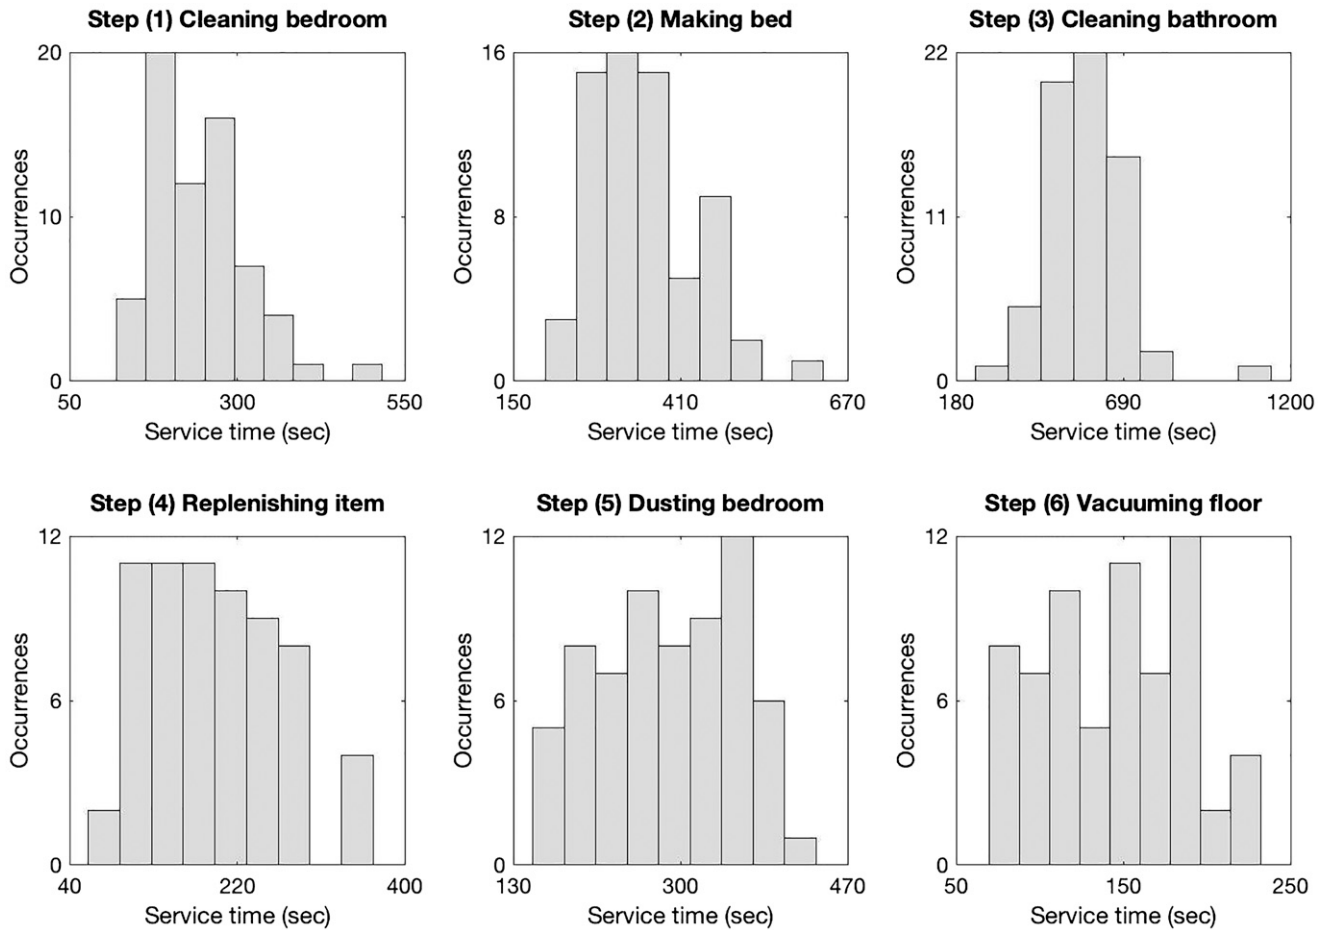 Step (1) Cleaning bedroom
20
10
0
Occurrences
50 300 550
Service time (sec)
Step (2) Making bed
16
8
0
Occurrences
150 410 670
Service time (sec)
Step (3) Cleaning bathroom
22
11
0
Occurrences
180 690 1200
Service time (sec)
Step (4) Replenishing item
12
6
0
Occurrences
40 220 400
Service time (sec)
Step (5) Dusting bedroom
12
6
0
Occurrences
130 300 470
Service time (sec)
Step (6) Vacuuming floor
12
6
0
Occurrences
50 150 250
Service time (sec)